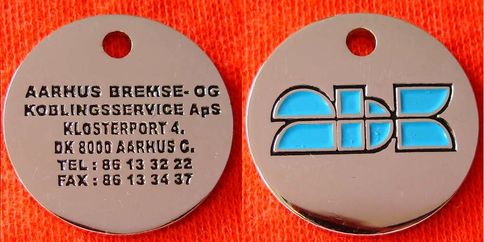 AARHUS BREMSE- OG
KOBLINGSSERVICE ApS
KLOSTERPORT 4.
DK 8000 AARHUS C.
TEL : 86 13 32 22
FAX : 86 13 34 37
abk